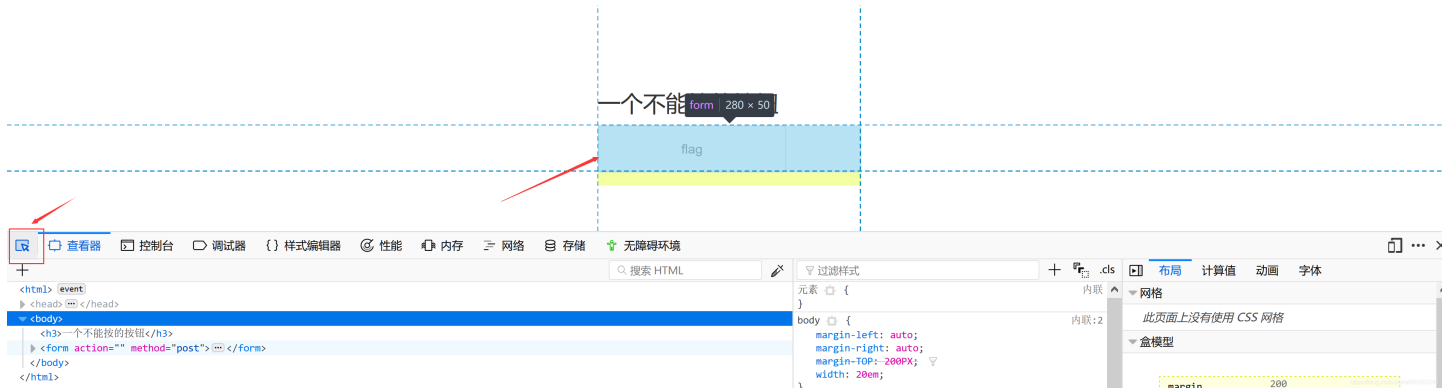 一个不能
form 280 × 50
flag
查看器 控制台 调试器 {} 样式编辑器 性能 内存 网络 存储 无障碍环境
+ 搜索 HTML 过滤样式 + .cls 布局 计算值 动画 字体
<html> event
<head> ⋯ </head>
<body>
<h3>一个不能按的按钮</h3>
<form action="" method="post"> ⋯ </form>
</body>
</html>
元素 { 内联
}
body { 内联:2
margin-left: auto;
margin-right: auto;
margin-TOP: 200PX;
width: 20em;
}
网格
此页面上没有使用 CSS 网格
盒模型
margin 200